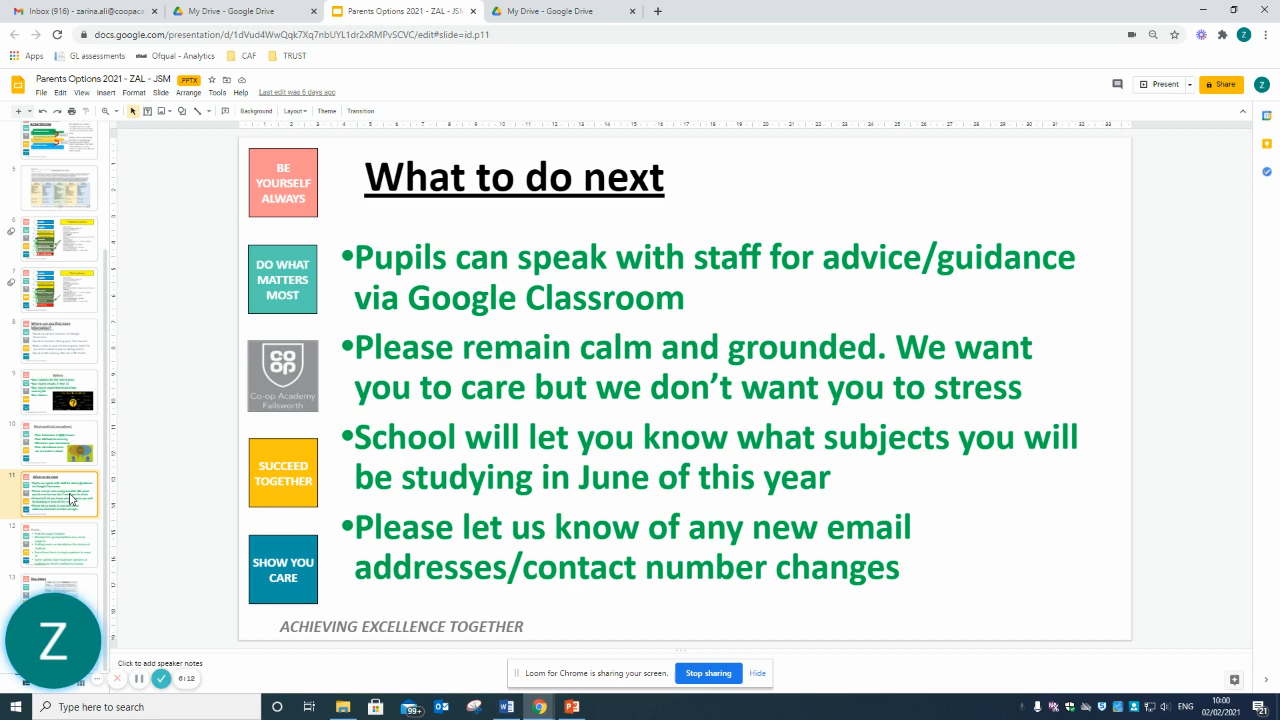 Inbox (916) - zainali@coopacaden
My Drive - Google Drive
Parents Options 2021 - ZAL - JSM
My Drive - Google Drive
docs.google.com/presentation/d/1dVud4WwQqk7Xq7nbUYL1dr2xRMPvSVC/edit#slide=id.p11
Apps GL assessments Ofqual - Analytics CAF TRUST
Parents Options 2021 - ZAL - JSM .PPTX
File Edit View Insert Format Slide Arrange Tools Help Last edit was 6 days ago
Present Share Z
Background Layout Theme Transition
BE YOURSELF ALWAYS
DO WHAT MATTERS MOST
CO OP
Co-op Academy
Failsworth
SUCCEED TOGETHER
SHOW YOU CARE
What to do next
•Pupils can speak with staff for advice/guidance
via Google Classroom
•Please remain calm and grounded. We want
you to care but we don't want you to stress
•School will let you know what subjects you will
be studying in June of this year
•Please let us know of any new email
addresses/contact number changes
ACHIEVING EXCELLENCE TOGETHER
Click to add speaker notes
Z
6:12
Loom for Chrome is sharing your screen. Stop sharing Hide
Type here to search
99+
ENG
10:00
02/02/2021